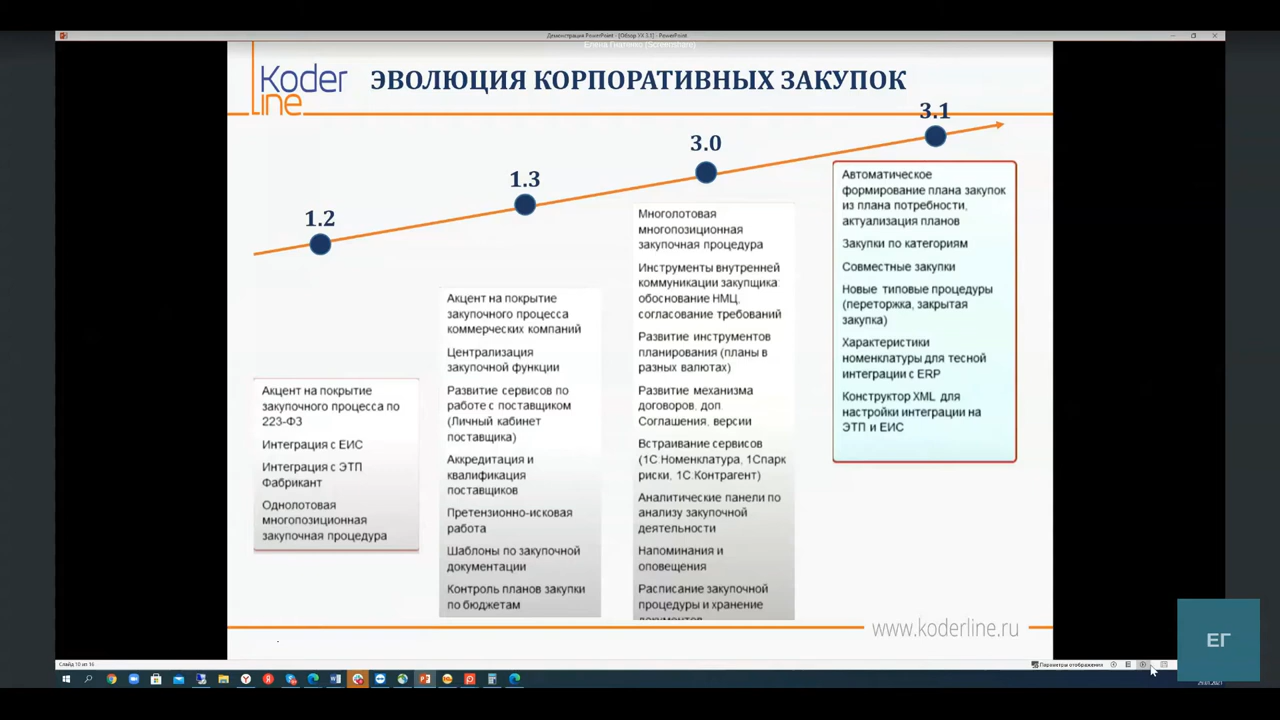 Демонстрация PowerPoint - [Обзор УХ 3.1] - PowerPoint
Елена Гнатенко (Screenshare)
Koder
line
ЭВОЛЮЦИЯ КОРПОРАТИВНЫХ ЗАКУПОК
1.2
1.3
3.0
3.1
Акцент на покрытие
закупочного процесса по
223-ФЗ
Интеграция с ЕИС
Интеграция с ЭТП
Фабрикант
Однолотовая
многопозиционная
закупочная процедура
Акцент на покрытие
закупочного процесса
коммерческих компаний
Централизация
закупочной функции
Развитие сервисов по
работе с поставщиком
(Личный кабинет
поставщика)
Аккредитация и
квалификация
поставщиков
Претензионно-исковая
работа
Шаблоны по закупочной
документации
Контроль планов закупки
по бюджетам
Многолотовая
многопозиционная
закупочная процедура
Инструменты внутренней
коммуникации закупщика:
обоснование НМЦ,
согласование требований
Развитие инструментов
планирования (планы в
разных валютах)
Развитие механизма
договоров, доп.
Соглашения, версии
Встраивание сервисов
(1С Номенклатура, 1Спарк
риски, 1С:Контрагент)
Аналитические панели по
анализу закупочной
деятельности
Напоминания и
оповещения
Расписание закупочной
процедуры и хранение
документов
Автоматическое
формирование плана закупок
из плана потребности,
актуализация планов
Закупки по категориям
Совместные закупки
Новые типовые процедуры
(переторжка, закрытая
закупка)
Характеристики
номенклатуры для тесной
интеграции с ERP
Конструктор XML для
настройки интеграции на
ЭТП и ЕИС
www.koderline.ru
ЕГ
Слайд 10 из 16
Параметры отображения